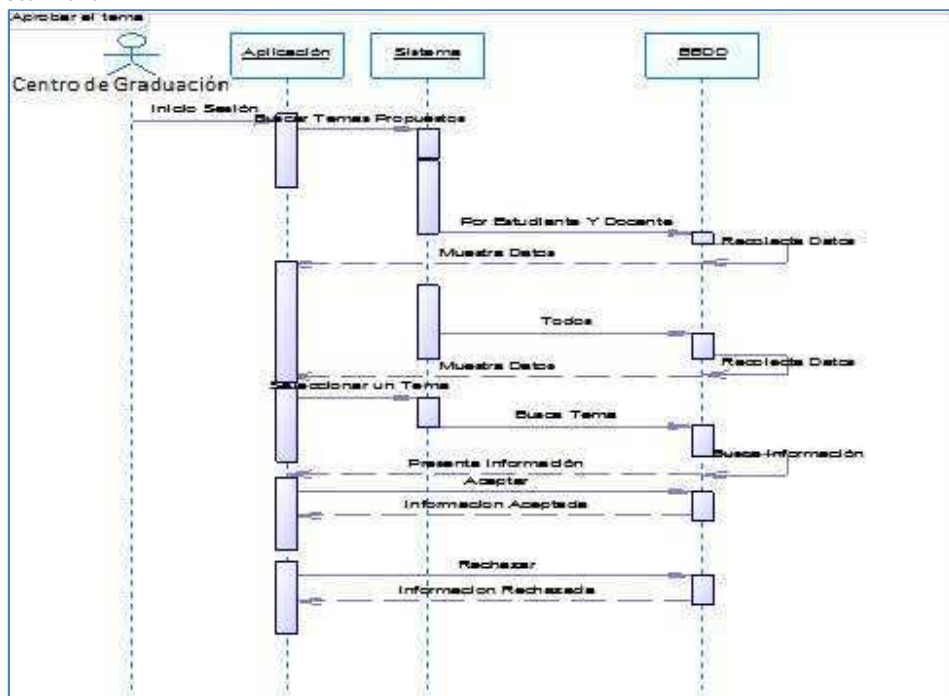 Aprobar el tema
Aplicación
Sistema
BBDD
Centro de Graduación
Inicio Sesión
Buscar Temas Propuestos
Por Estudiante Y Docente
Recolecta Datos
Muestra Datos
Todos
Recolecta Datos
Muestra Datos
Seleccionar un Tema
Busca Tema
Busca Información
Presenta Información
Aceptar
Informacion Aceptada
Rechazar
Informacion Rechazada